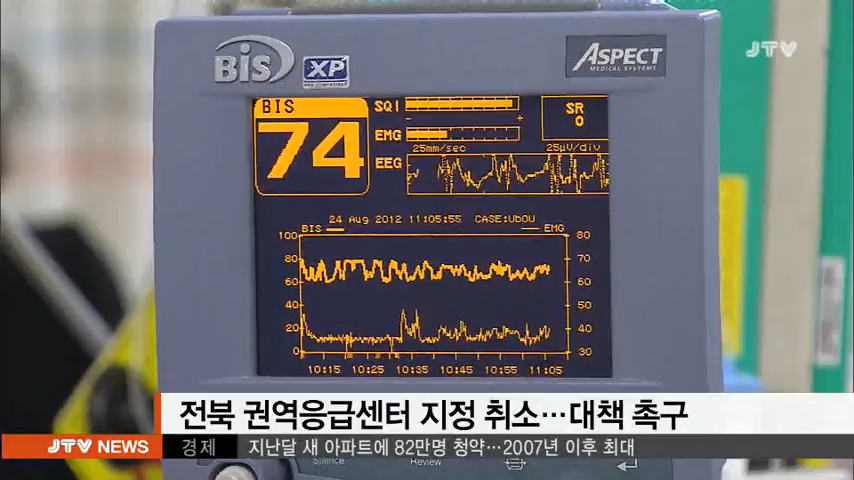 BiS
XP
ASPECT
MEDICAL SYSTEMS
JTV
BIS
74
SQI
- +
EMG
SR
0
25mm/sec 25µV/div
EEG
24 Aug 2012 11:05:55 CASE:UbOU
BIS EMG
100 80
80 70
60 60
40 50
20 40
0 30
10:15 10:25 10:35 10:45 10:55 11:05
전북 권역응급센터 지정 취소…대책 촉구
JTV NEWS 경제 지난달 새 아파트에 82만명 청약…2007년 이후 최대
Silence Review